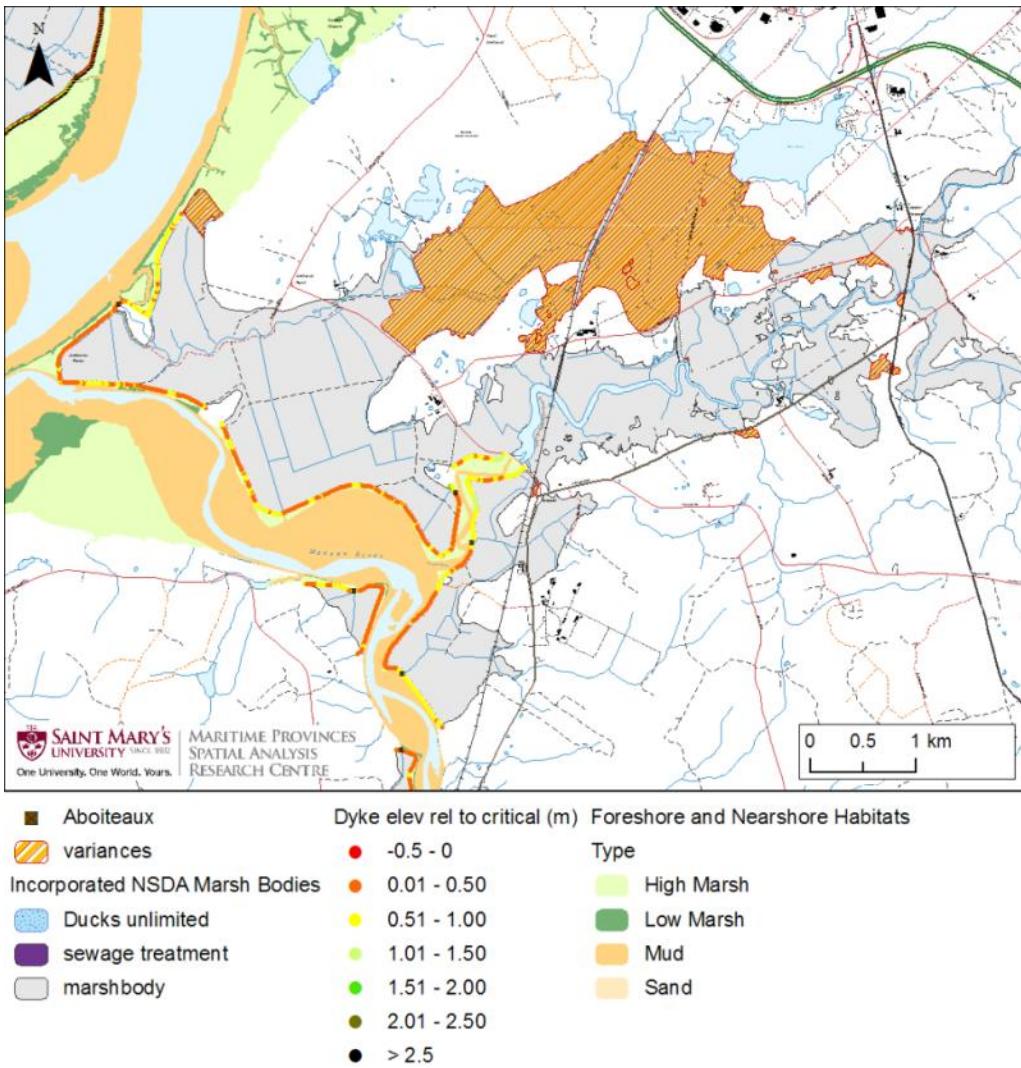 N
Maccan River
SAINT MARY'S
UNIVERSITY SINCE 1802
One University. One World. Yours.
MARITIME PROVINCES
SPATIAL ANALYSIS
RESEARCH CENTRE
0 0.5 1 km
Aboiteaux
variances
Incorporated NSDA Marsh Bodies
Ducks unlimited
sewage treatment
marshbody
Dyke elev rel to critical (m)
-0.5 - 0
0.01 - 0.50
0.51 - 1.00
1.01 - 1.50
1.51 - 2.00
2.01 - 2.50
> 2.5
Foreshore and Nearshore Habitats
Type
High Marsh
Low Marsh
Mud
Sand